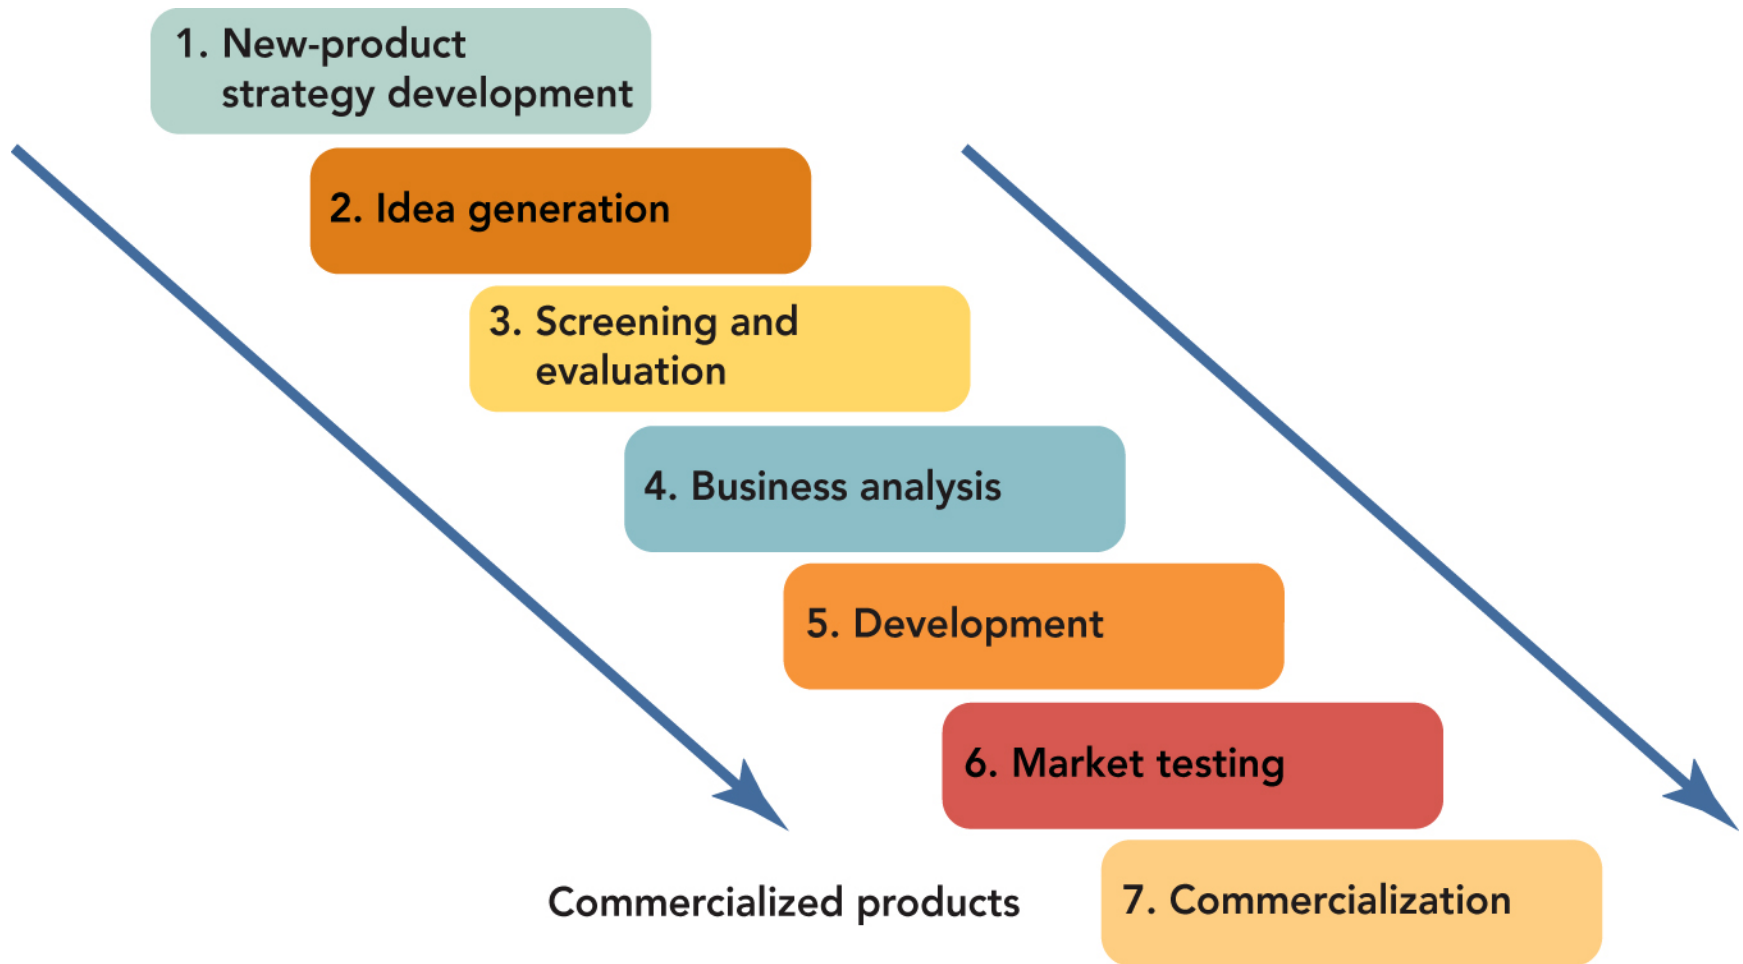 1. New-product
strategy development
2. Idea generation
3. Screening and
evaluation
4. Business analysis
5. Development
6. Market testing
Commercialized products
7. Commercialization